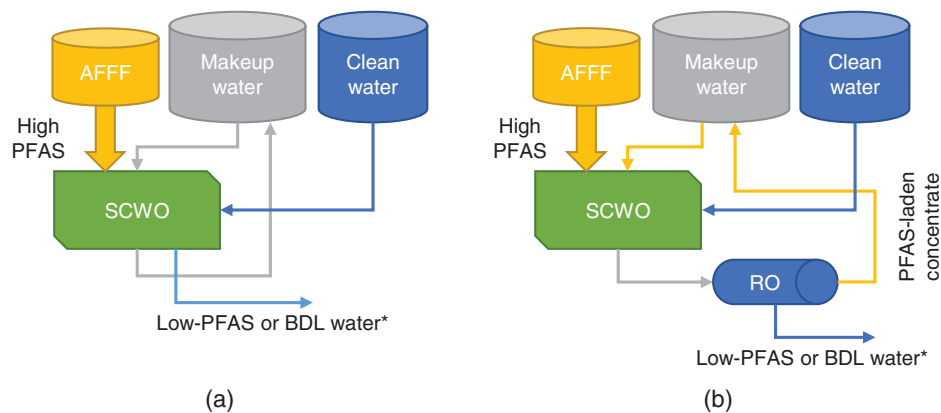 AFFF
Makeup
water
Clean
water
High
PFAS
SCWO
Low-PFAS or BDL water*
(a)
AFFF
Makeup
water
Clean
water
High
PFAS
SCWO
RO
PFAS-laden
concentrate
Low-PFAS or BDL water*
(b)